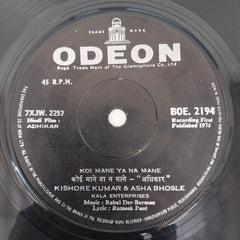 TRADE MARK
ODEON
Regd. Trade Mark of The Gramophone Co., Ltd.
45 R.P.M.
7XJW. 2257
Hindi Film :
ADHIKAR
BOE. 2194
Recording First
Published 1971
KOI MANE YA NA MANE
कोई माने या न माने - "अधिकार"
KISHORE KUMAR & ASHA BHOSLE
KALA ENTERPRISES
Music : Rahul Dev Burman
Lyric : Ramesh Pant